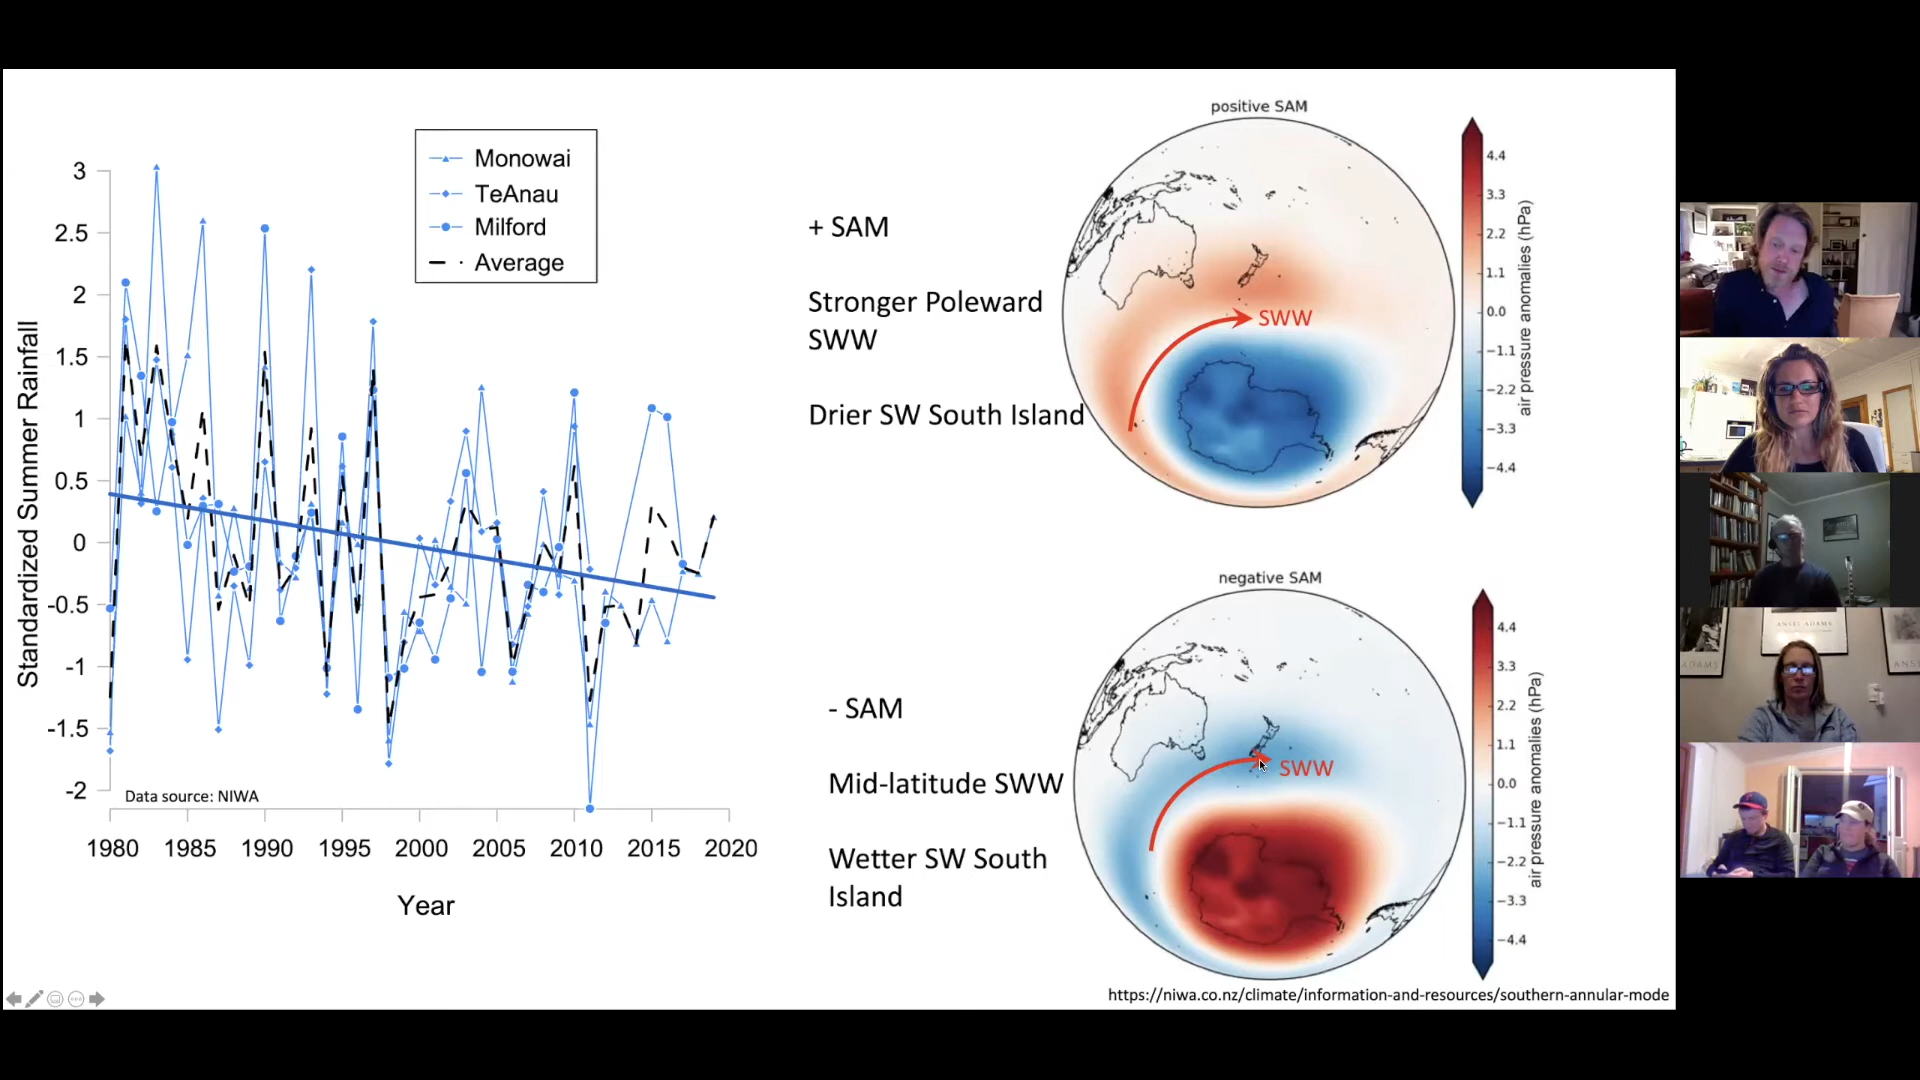 Monowai
TeAnau
Milford
Average
3
2.5
2
1.5
1
0.5
0
-0.5
-1
-1.5
-2
Standardized Summer Rainfall
Data source: NIWA
1980
1985
1990
1995
2000
2005
2010
2015
2020
Year
+ SAM
Stronger Poleward
SWW
Drier SW South Island
positive SAM
SWW
4.4
3.3
2.2
1.1
0.0
−1.1
−2.2
−3.3
−4.4
air pressure anomalies (hPa)
- SAM
Mid-latitude SWW
Wetter SW South
Island
negative SAM
SWW
4.4
3.3
2.2
1.1
0.0
−1.1
−2.2
−3.3
−4.4
air pressure anomalies (hPa)
https://niwa.co.nz/climate/information-and-resources/southern-annular-mode
ANSEL ADAMS
ADAMS
ANS